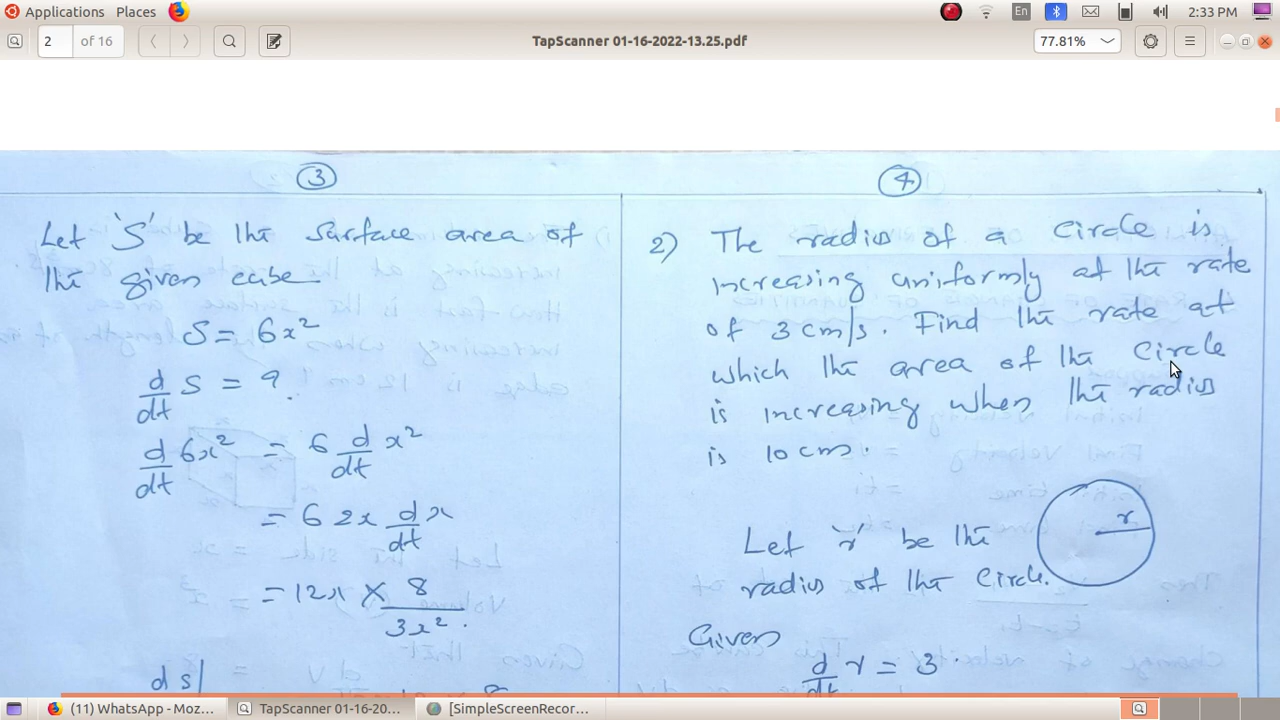 Applications Places En 2:33 PM
2 of 16 TapScanner 01-16-2022-13.25.pdf 77.81%
3
Let 'S' be the surface area of
the given cube
S = 6x²
d/dt S = ?
d/dt 6x² = 6 d/dt x²
= 6 2x d/dt x
= 12x × 8/3x².
ds|
4
2) The radius of a circle is
increasing uniformly at the rate
of 3 cm/s. Find the rate at
which the area of the circle
is increasing when the radius
is 10 cm.
r
Let 'r' be the
radius of the circle.
Given
d/dt r = 3.
(11) WhatsApp - Moz... TapScanner 01-16-20... [SimpleScreenRecor...